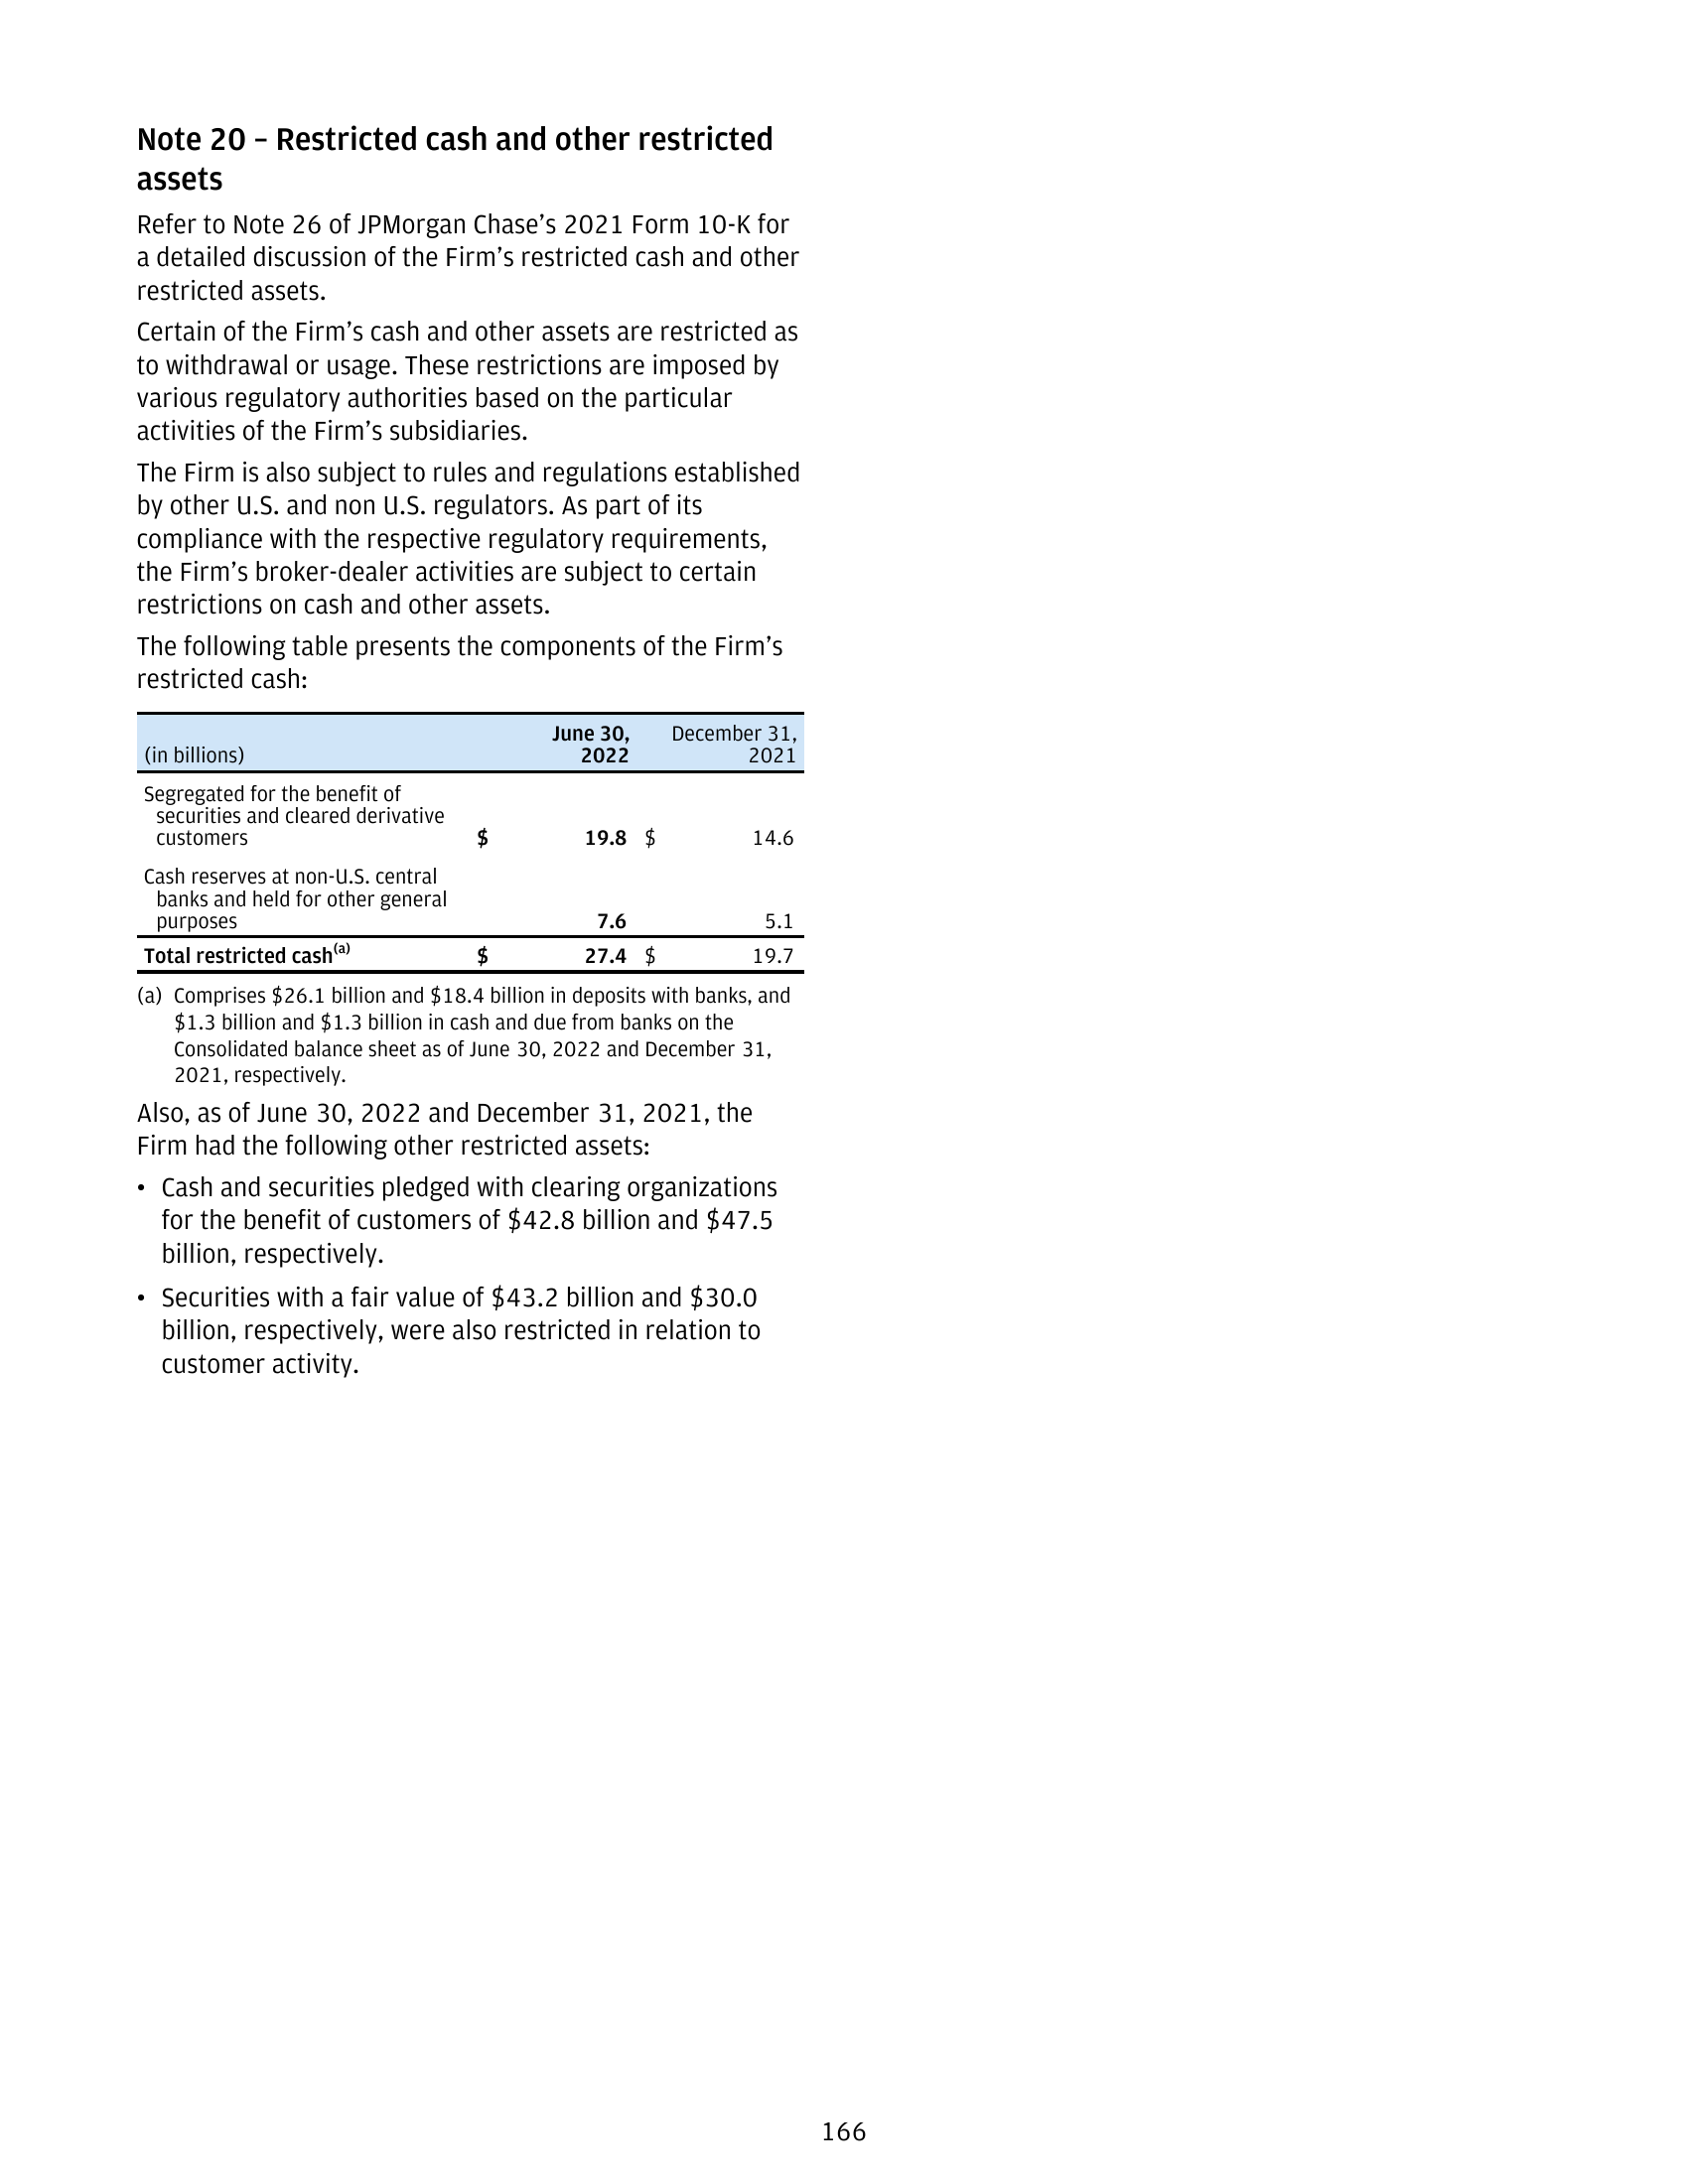 Note 20 – Restricted cash and other restricted
assets
Refer to Note 26 of JPMorgan Chase’s 2021 Form 10-K for
a detailed discussion of the Firm’s restricted cash and other
restricted assets.
Certain of the Firm’s cash and other assets are restricted as
to withdrawal or usage. These restrictions are imposed by
various regulatory authorities based on the particular
activities of the Firm’s subsidiaries.
The Firm is also subject to rules and regulations established
by other U.S. and non U.S. regulators. As part of its
compliance with the respective regulatory requirements,
the Firm’s broker-dealer activities are subject to certain
restrictions on cash and other assets.
The following table presents the components of the Firm’s
restricted cash:
June 30, December 31,
(in billions) 2022 2021
Segregated for the benefit of
securities and cleared derivative
customers $ 19.8 $ 14.6
Cash reserves at non-U.S. central
banks and held for other general
purposes 7.6 5.1
Total restricted cash(a) $ 27.4 $ 19.7
(a) Comprises $26.1 billion and $18.4 billion in deposits with banks, and
$1.3 billion and $1.3 billion in cash and due from banks on the
Consolidated balance sheet as of June 30, 2022 and December 31,
2021, respectively.
Also, as of June 30, 2022 and December 31, 2021, the
Firm had the following other restricted assets:
• Cash and securities pledged with clearing organizations
for the benefit of customers of $42.8 billion and $47.5
billion, respectively.
• Securities with a fair value of $43.2 billion and $30.0
billion, respectively, were also restricted in relation to
customer activity.
166